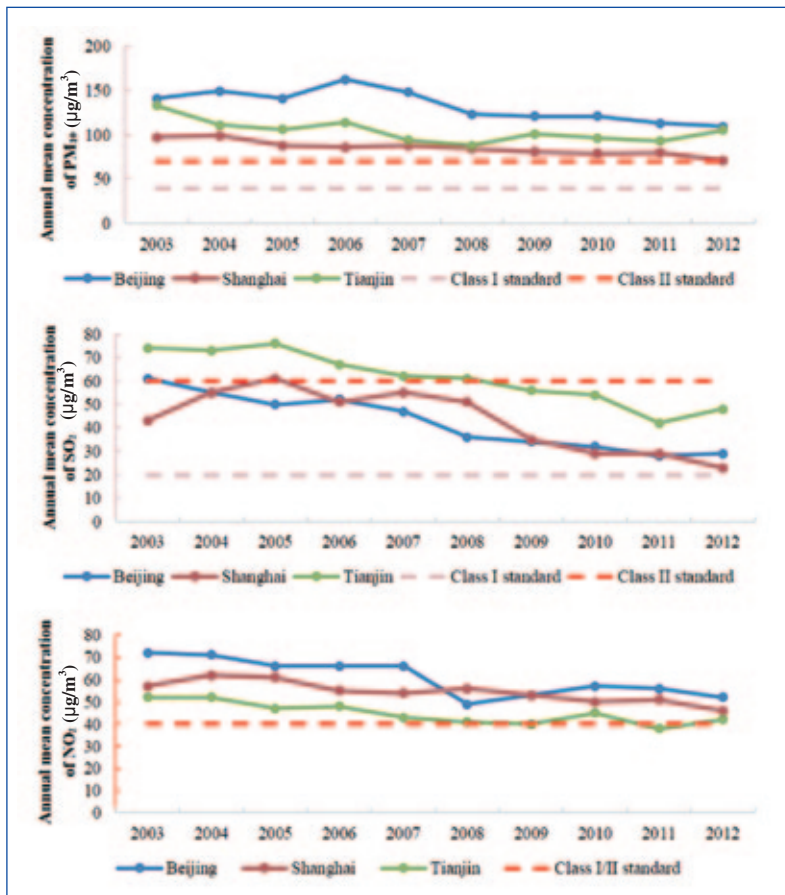 Annual mean concentration
of PM₁₀ (µg/m³)
200
150
100
50
0
2003 2004 2005 2006 2007 2008 2009 2010 2011 2012
Beijing Shanghai Tianjin Class I standard Class II standard
Annual mean concentration
of SO₂ (µg/m³)
80
70
60
50
40
30
20
10
0
2003 2004 2005 2006 2007 2008 2009 2010 2011 2012
Beijing Shanghai Tianjin Class I standard Class II standard
Annual mean concentration
of NO₂ (µg/m³)
80
70
60
50
40
30
20
10
0
2003 2004 2005 2006 2007 2008 2009 2010 2011 2012
Beijing Shanghai Tianjin Class I/II standard